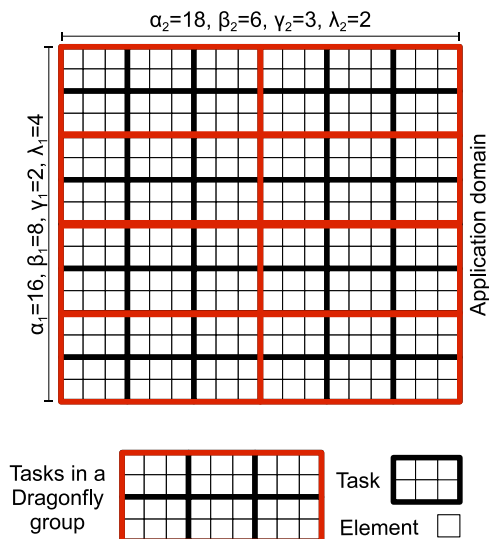 α₂=18, β₂=6, γ₂=3, λ₂=2
α₁=16, β₁=8, γ₁=2, λ₁=4
Application domain
Tasks in a
Dragonfly
group
Task
Element